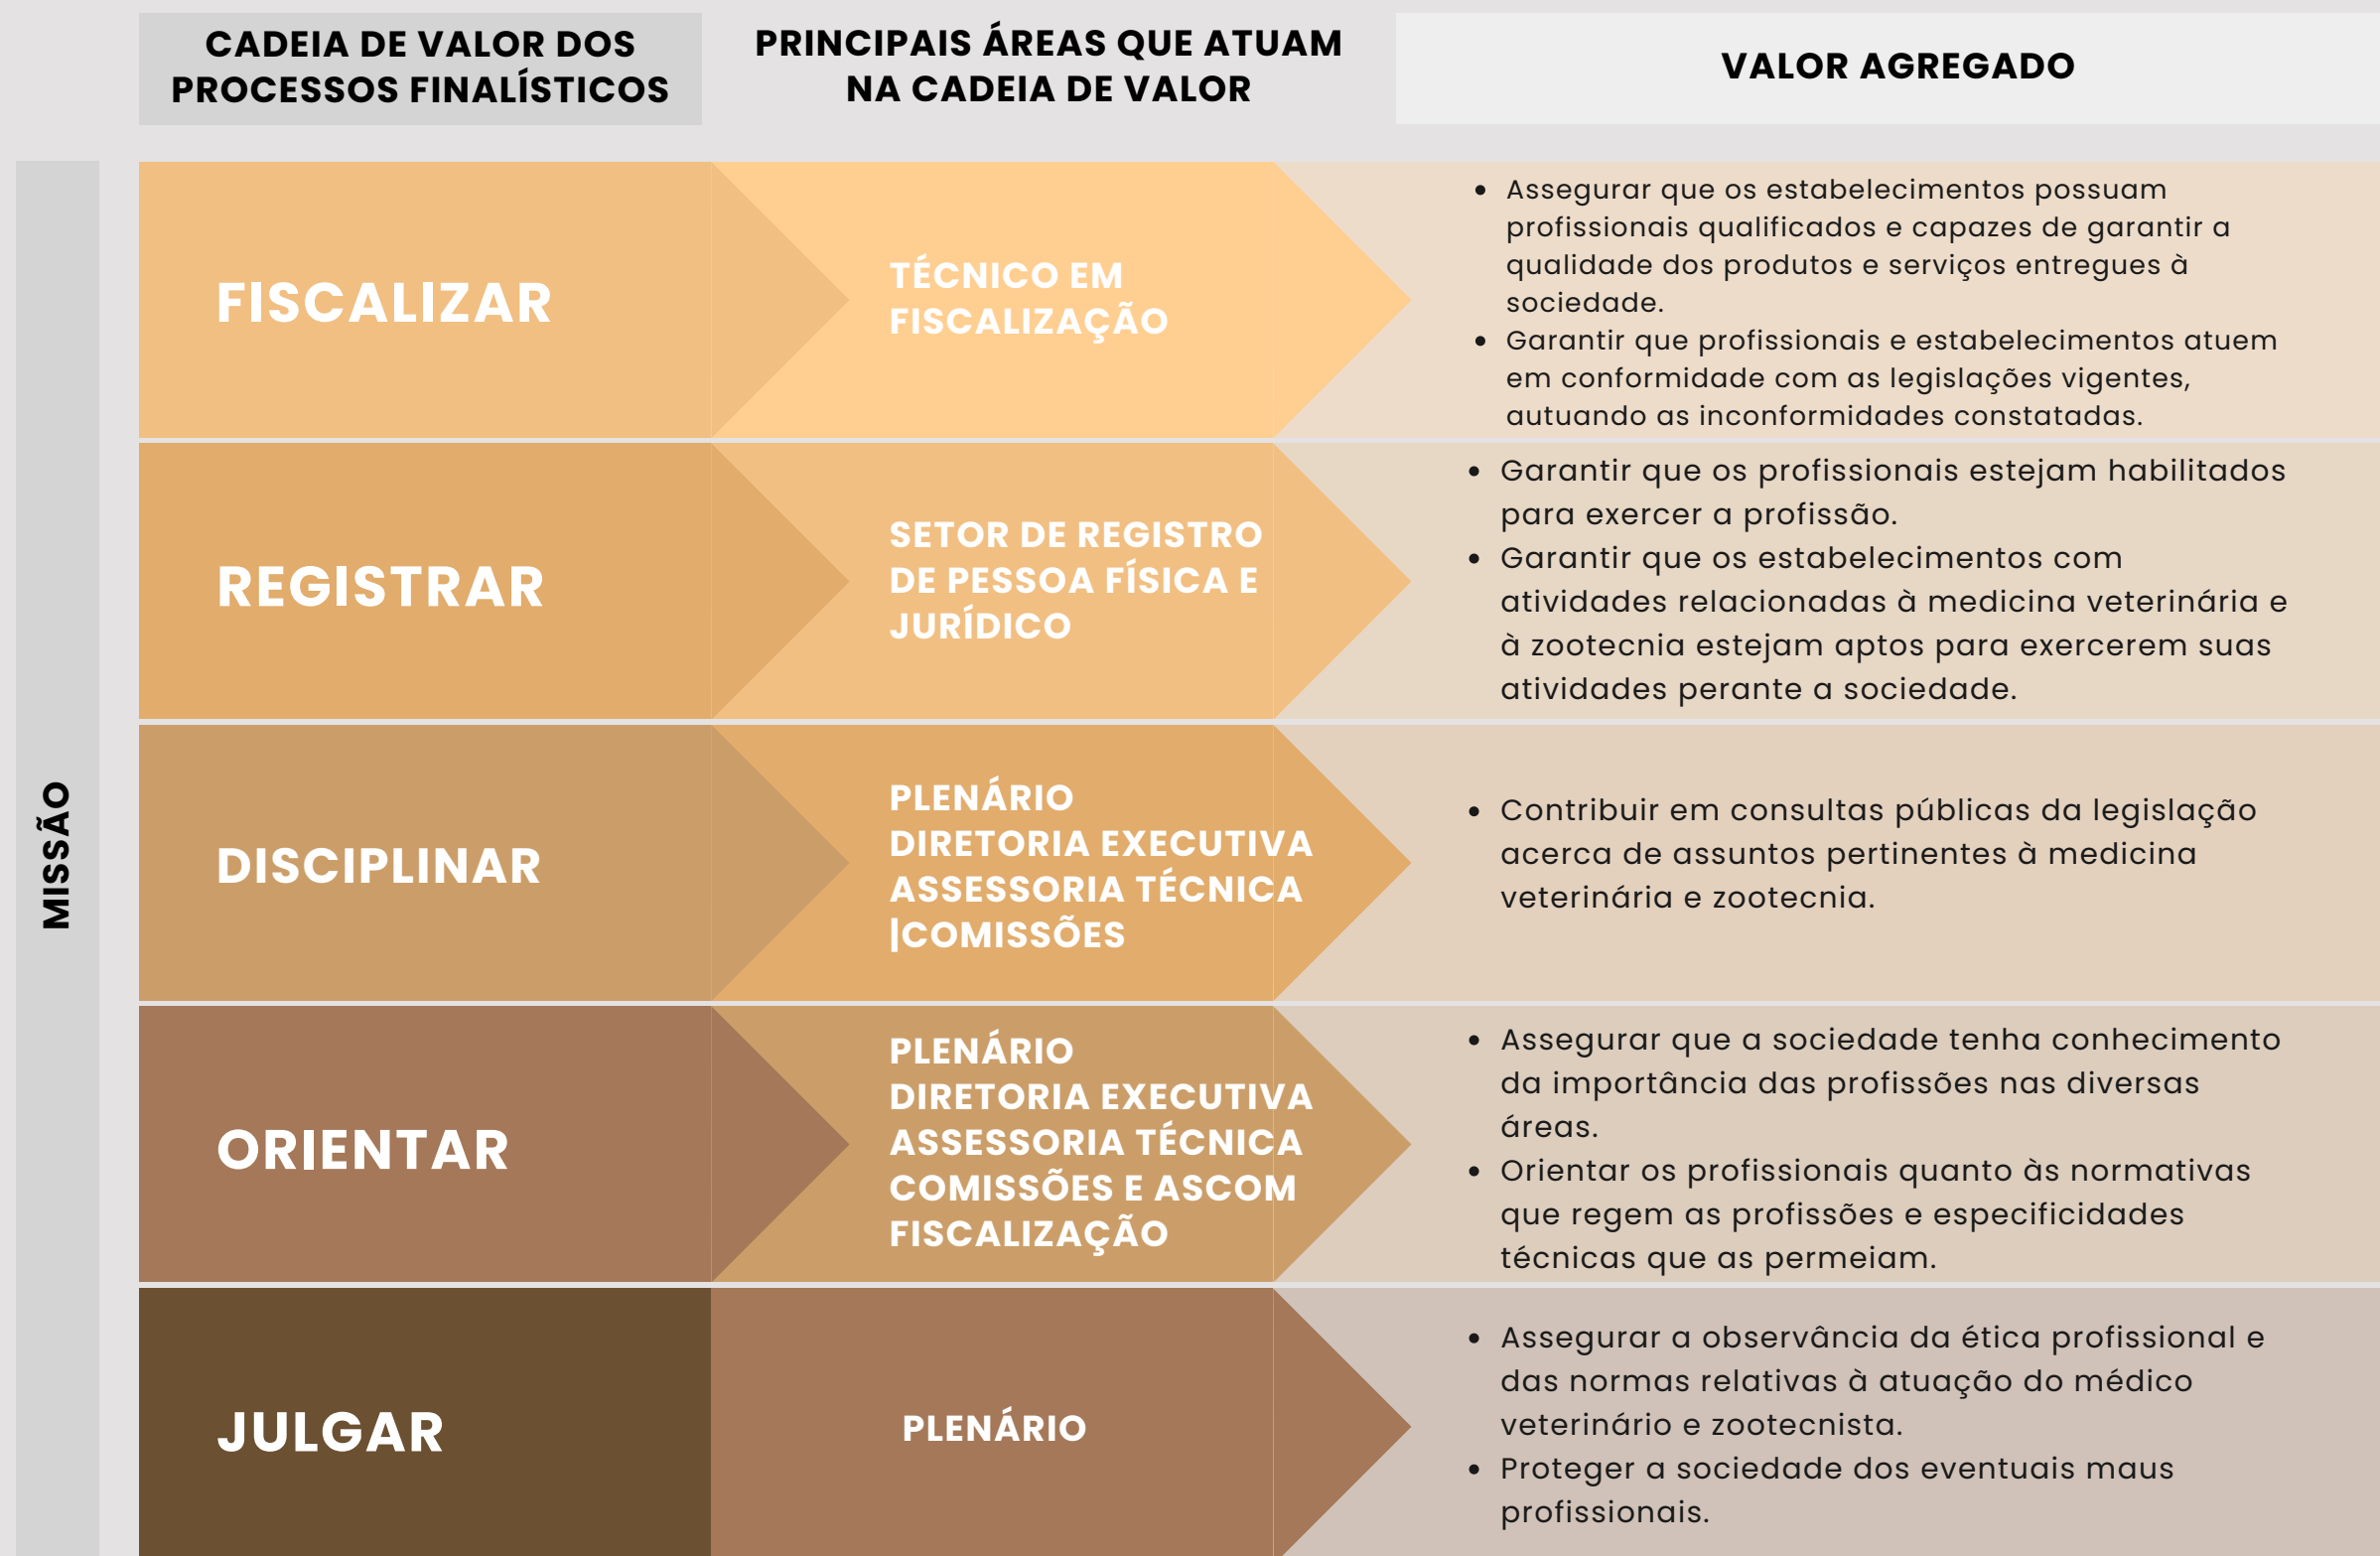 CADEIA DE VALOR DOS
PROCESSOS FINALÍSTICOS
PRINCIPAIS ÁREAS QUE ATUAM
NA CADEIA DE VALOR
VALOR AGREGADO
MISSÃO
FISCALIZAR
TÉCNICO EM
FISCALIZAÇÃO
• Assegurar que os estabelecimentos possuam
profissionais qualificados e capazes de garantir a
qualidade dos produtos e serviços entregues à
sociedade.
• Garantir que profissionais e estabelecimentos atuem
em conformidade com as legislações vigentes,
autuando as inconformidades constatadas.
REGISTRAR
SETOR DE REGISTRO
DE PESSOA FÍSICA E
JURÍDICO
• Garantir que os profissionais estejam habilitados
para exercer a profissão.
• Garantir que os estabelecimentos com
atividades relacionadas à medicina veterinária e
à zootecnia estejam aptos para exercerem suas
atividades perante a sociedade.
DISCIPLINAR
PLENÁRIO
DIRETORIA EXECUTIVA
ASSESSORIA TÉCNICA
|COMISSÕES
• Contribuir em consultas públicas da legislação
acerca de assuntos pertinentes à medicina
veterinária e zootecnia.
ORIENTAR
PLENÁRIO
DIRETORIA EXECUTIVA
ASSESSORIA TÉCNICA
COMISSÕES E ASCOM
FISCALIZAÇÃO
• Assegurar que a sociedade tenha conhecimento
da importância das profissões nas diversas
áreas.
• Orientar os profissionais quanto às normativas
que regem as profissões e especificidades
técnicas que as permeiam.
JULGAR
PLENÁRIO
• Assegurar a observância da ética profissional e
das normas relativas à atuação do médico
veterinário e zootecnista.
• Proteger a sociedade dos eventuais maus
profissionais.